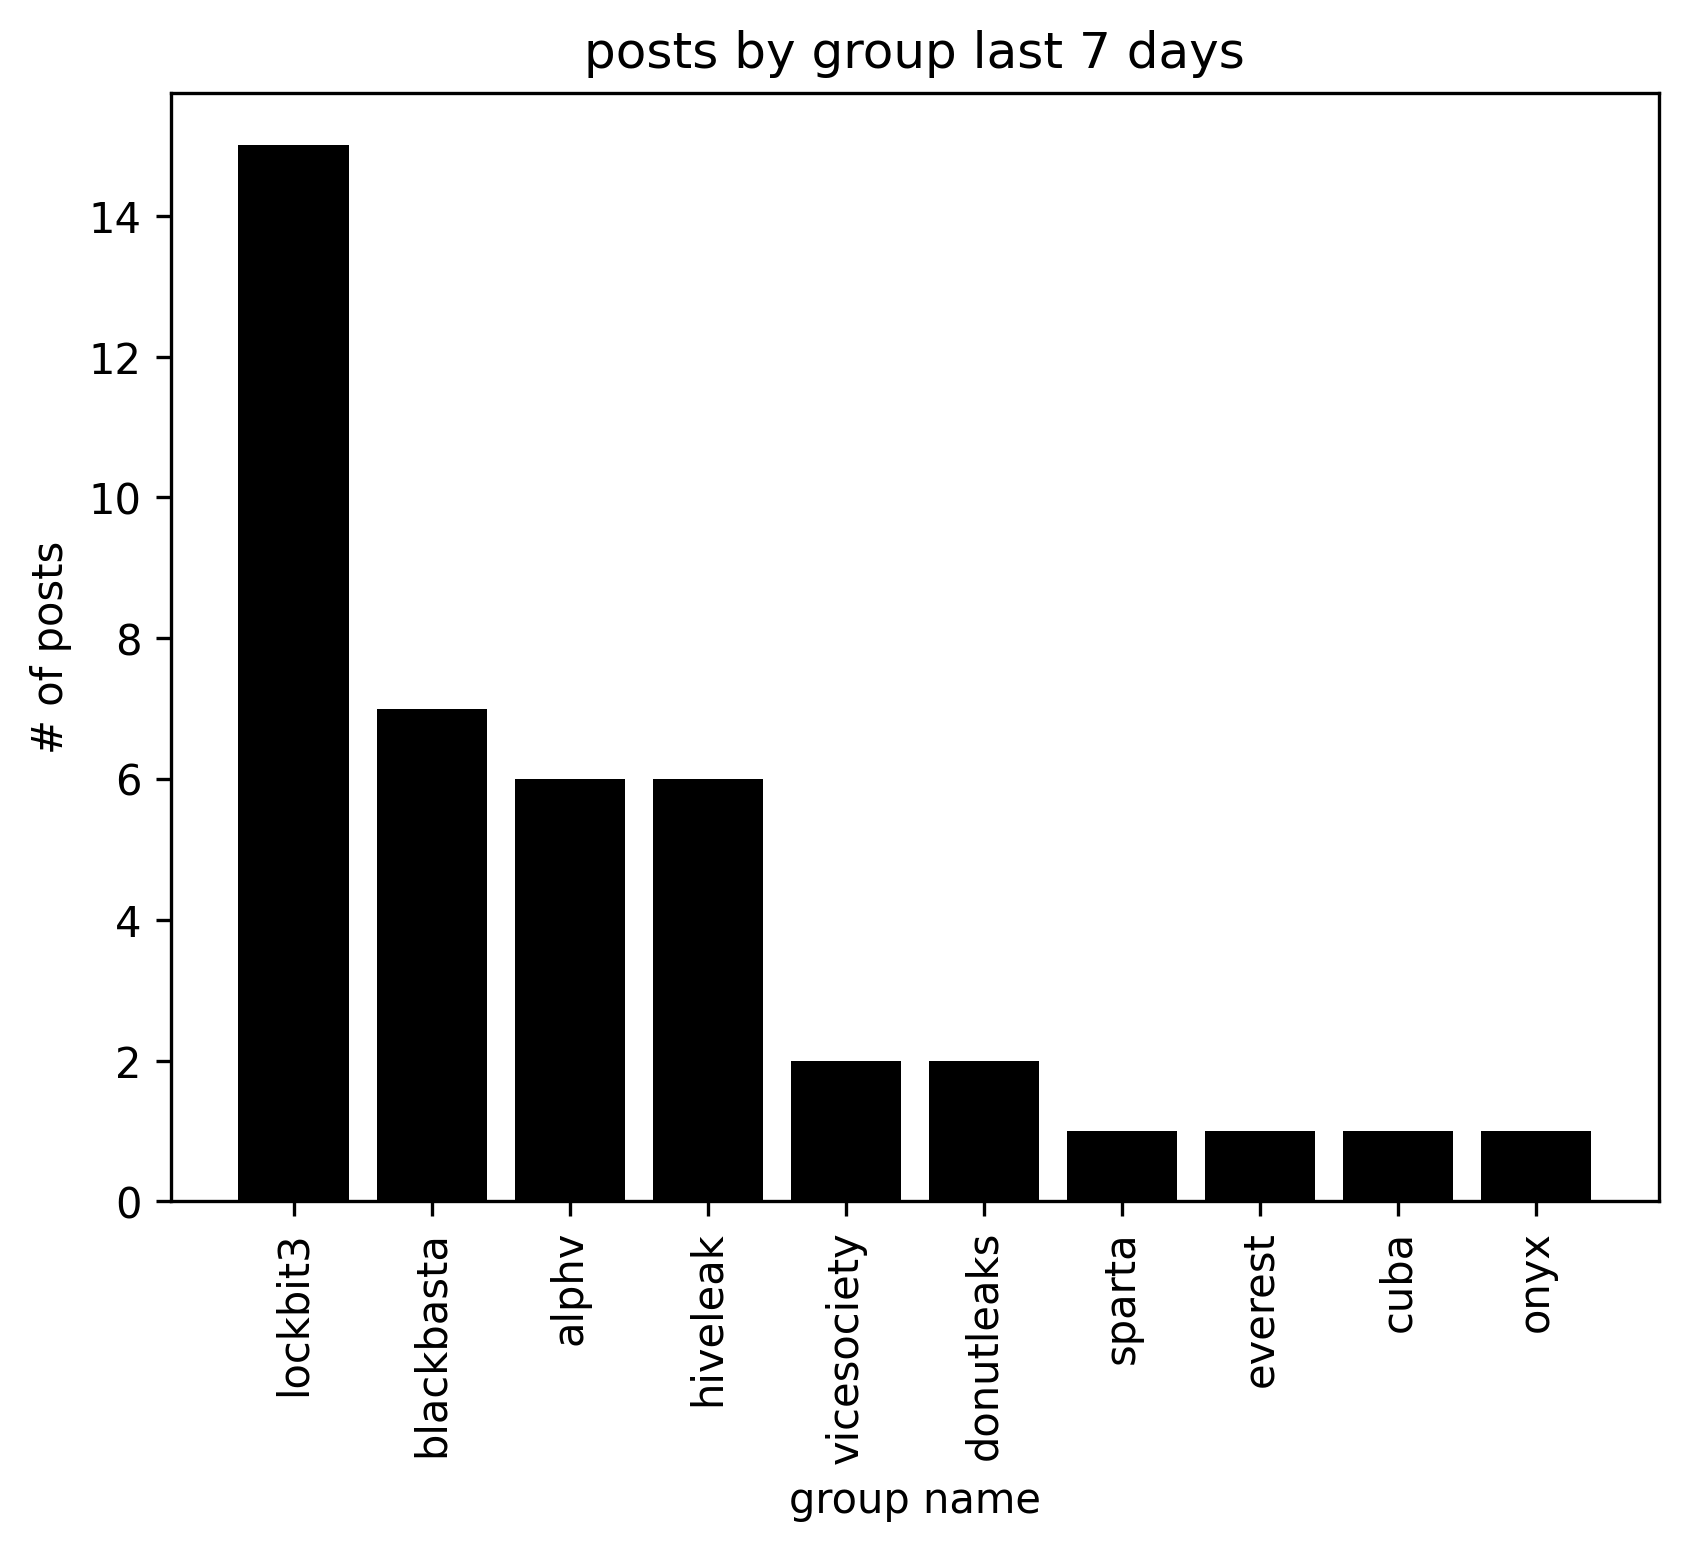 posts by group last 7 days
# of posts
14
12
10
8
6
4
2
0
lockbit3
blackbasta
alphv
hiveleak
vicesociety
donutleaks
sparta
everest
cuba
onyx
group name